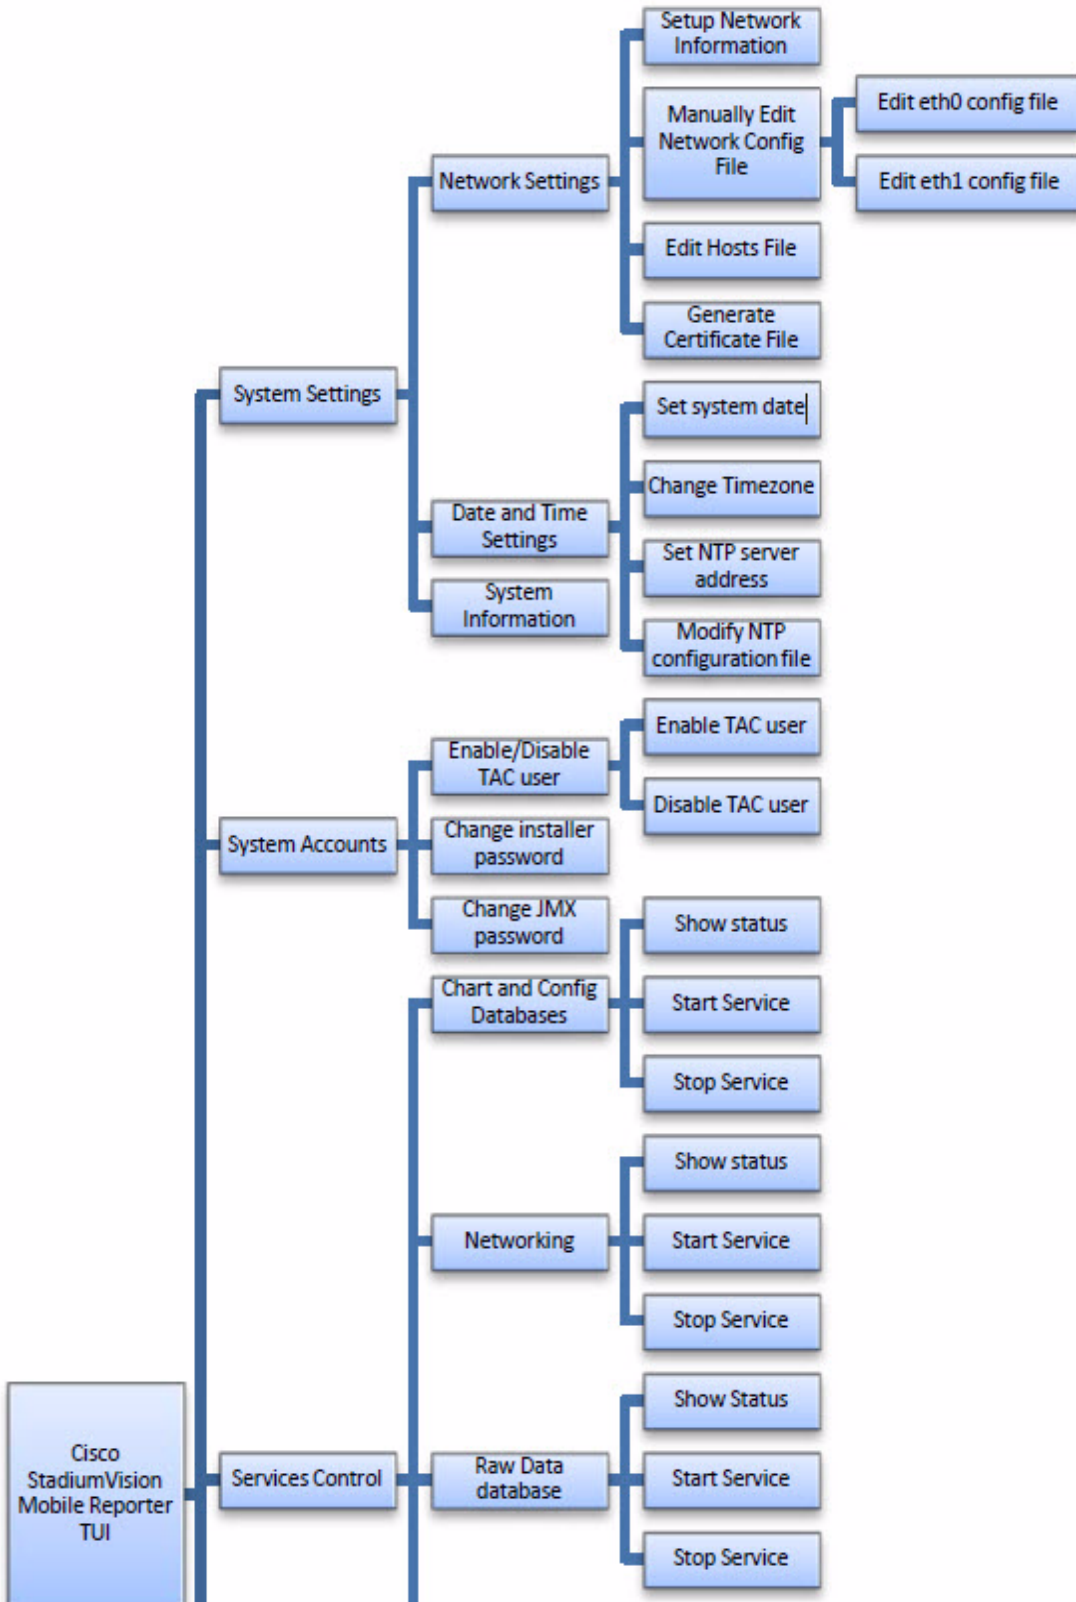 Setup Network
Information
Manually Edit
Network Config
File
Edit eth0 config file
Edit eth1 config file
Network Settings
Edit Hosts File
Generate
Certificate File
System Settings
Set system date
Change Timezone
Date and Time
Settings
Set NTP server
address
System
Information
Modify NTP
configuration file
Enable TAC user
Enable/Disable
TAC user
Disable TAC user
System Accounts
Change installer
password
Change JMX
password
Show status
Chart and Config
Databases
Start Service
Stop Service
Show status
Networking
Start Service
Stop Service
Show Status
Cisco
StadiumVision
Mobile Reporter
TUI
Services Control
Raw Data
database
Start Service
Stop Service